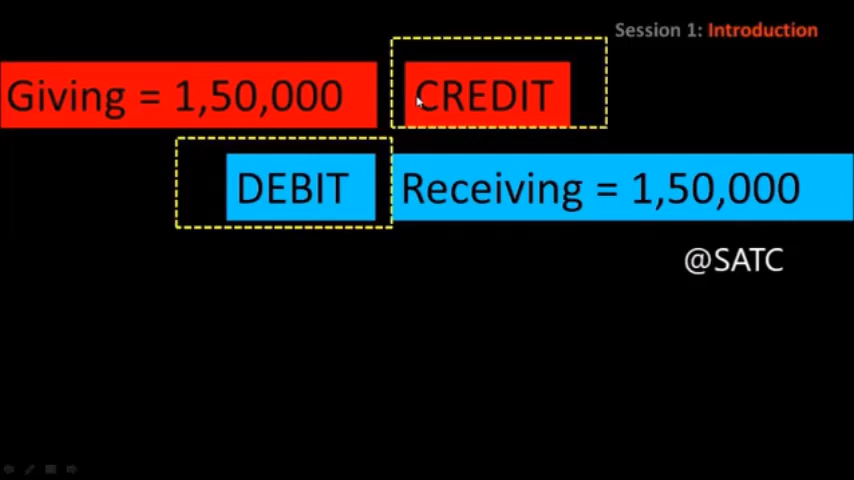 Session 1: Introduction
Giving = 1,50,000 CREDIT
DEBIT Receiving = 1,50,000
@SATC